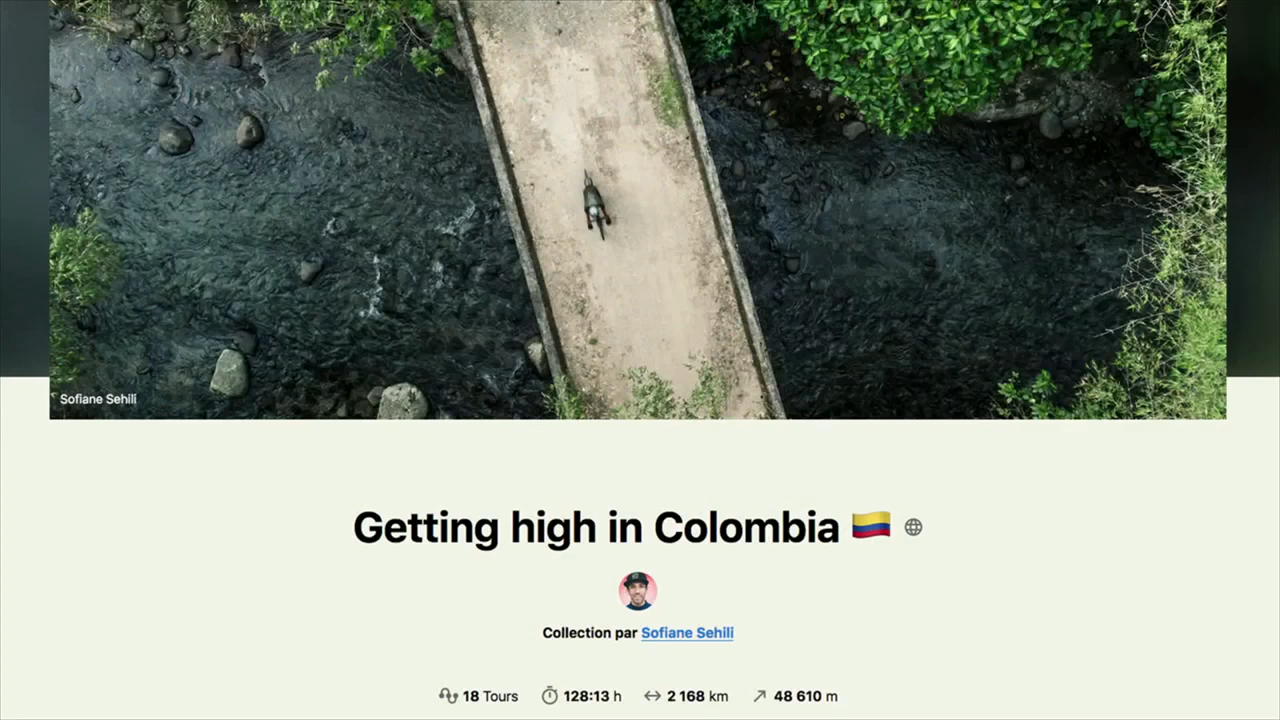 Sofiane Sehili
Getting high in Colombia 🇨🇴
Collection par Sofiane Sehili
18 Tours 128:13 h 2 168 km 48 610 m